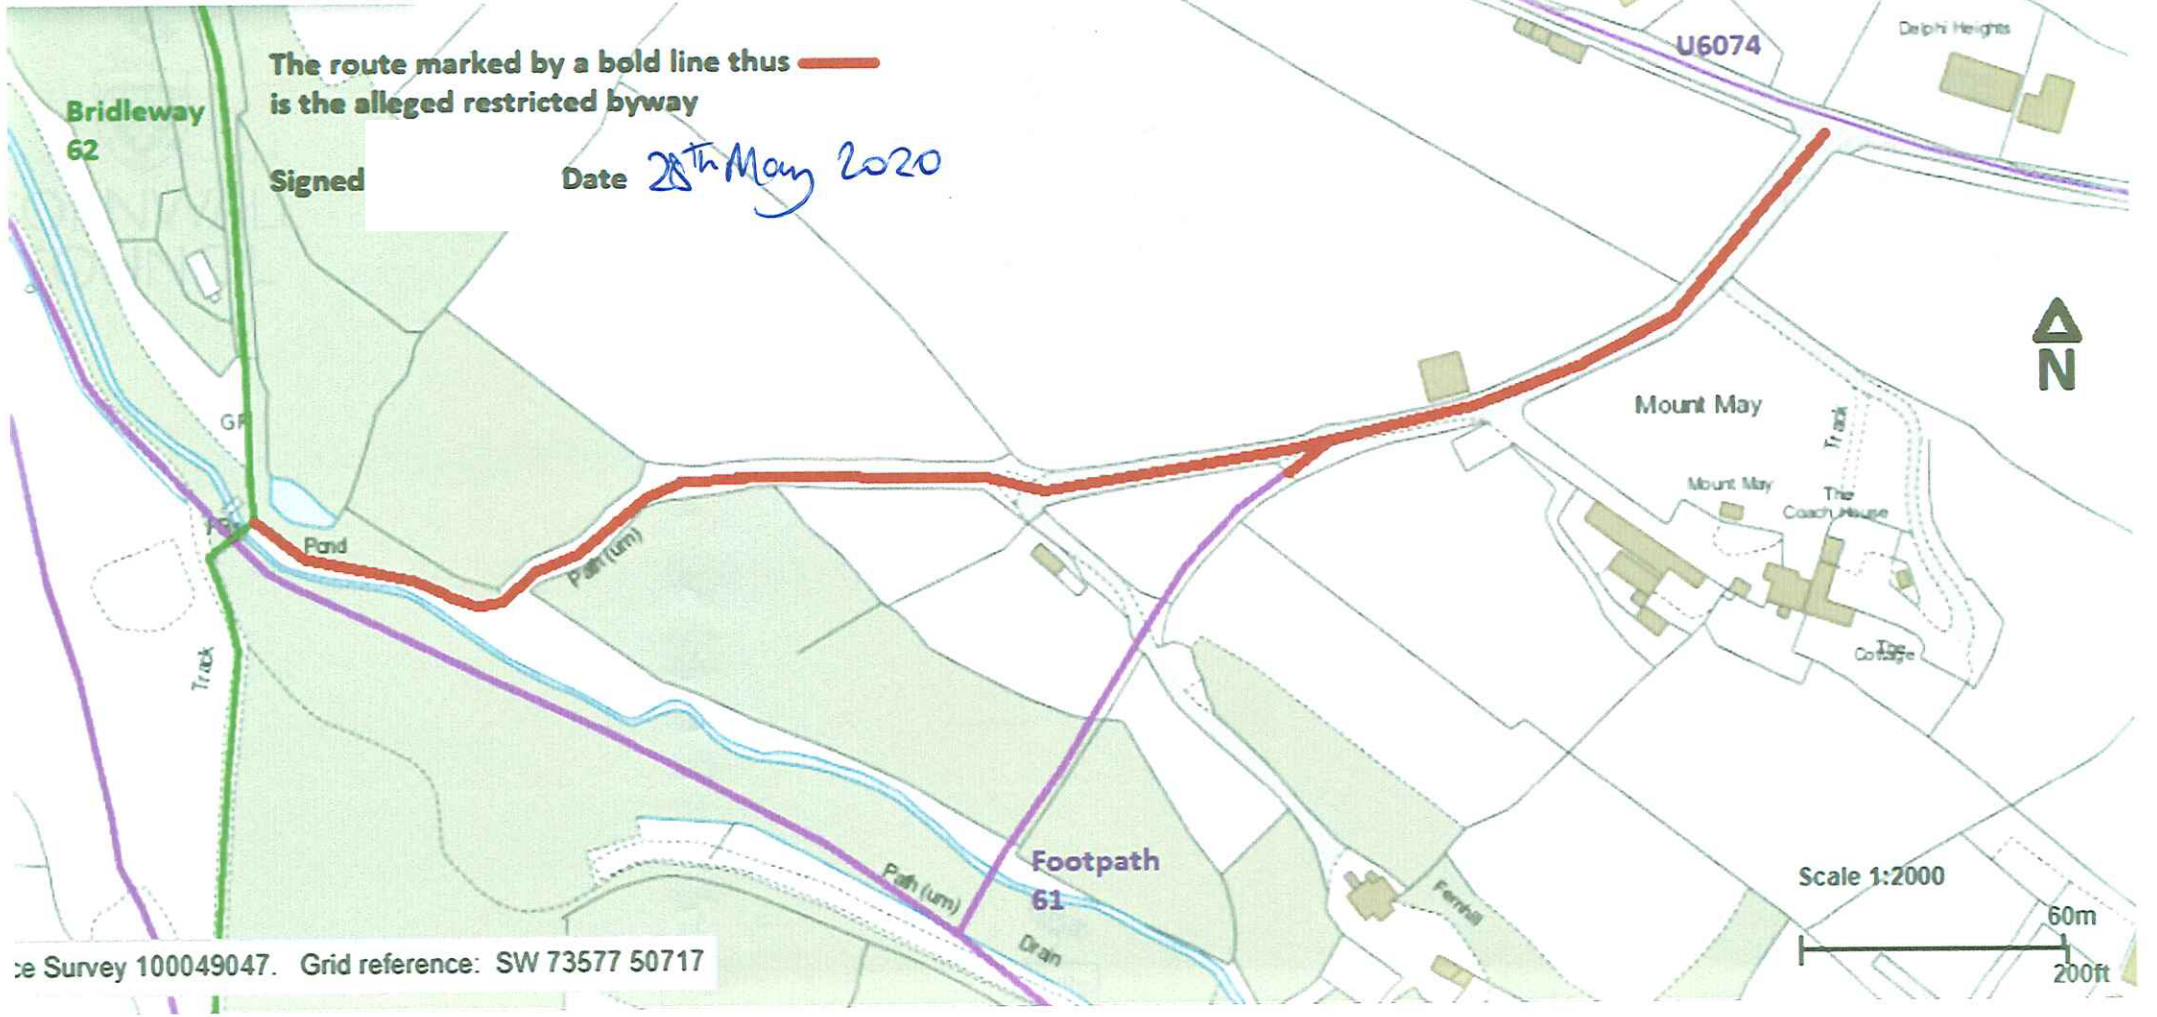 The route marked by a bold line thus
is the alleged restricted byway
Signed
Date 28th May 2020
Bridleway
62
U6074
Delphi Heights
N
Mount May
Track
Mount May
The
Coach House
The
Cottage
Pond
Path (um)
Track
Footpath
61
Path (um)
Drain
Fernhill
Scale 1:2000
60m
200ft
ce Survey 100049047. Grid reference: SW 73577 50717